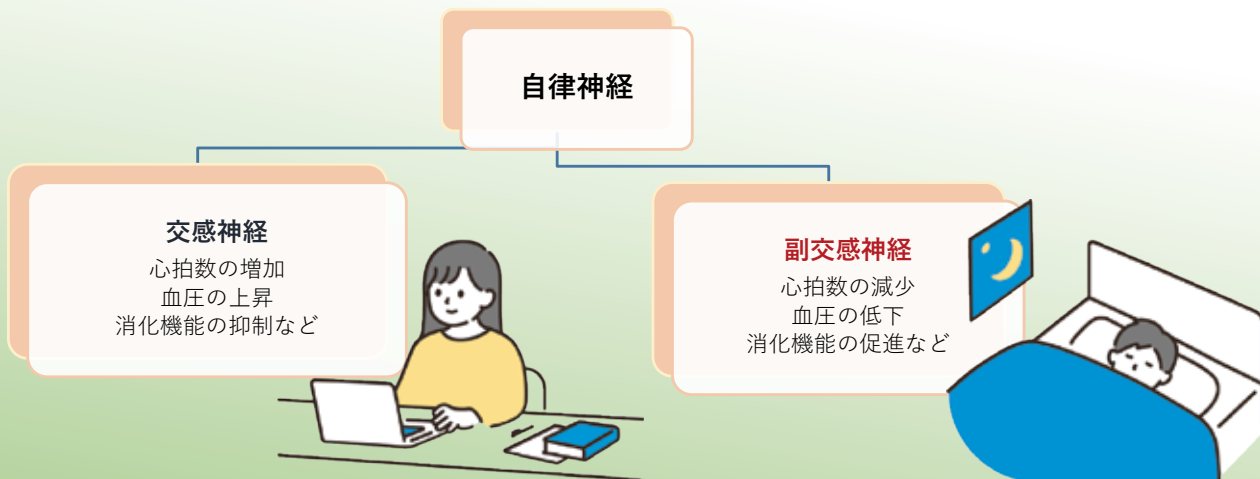 自律神経
交感神経
心拍数の増加
血圧の上昇
消化機能の抑制など
副交感神経
心拍数の減少
血圧の低下
消化機能の促進など